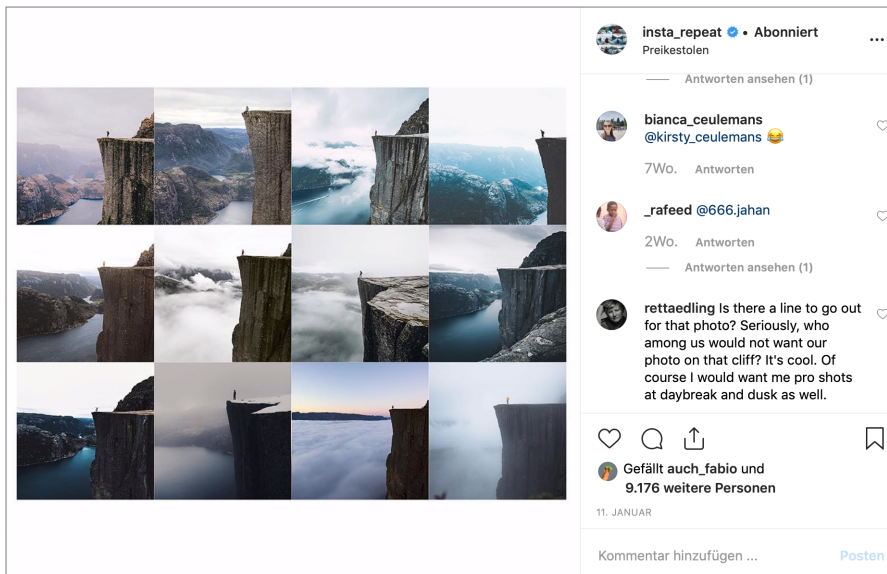 insta_repeat • Abonniert
Preikestolen
Antworten ansehen (1)
bianca_ceulemans
@kirsty_ceulemans 😂
7Wo. Antworten
_rafeed @666.jahan
2Wo. Antworten
Antworten ansehen (1)
rettaedling Is there a line to go out
for that photo? Seriously, who
among us would not want our
photo on that cliff? It's cool. Of
course I would want me pro shots
at daybreak and dusk as well.
Gefällt auch_fabio und
9.176 weitere Personen
11. JANUAR
Kommentar hinzufügen ... Posten